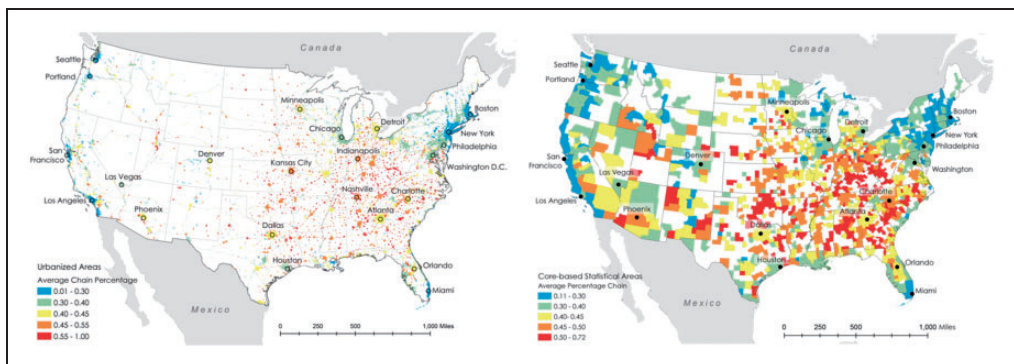 Canada
Seattle
Portland
Minneapolis
Boston
Detroit
Chicago
New York
Philadelphia
Indianapolis
San
Francisco
Denver
Kansas City
Washington D.C.
Las Vegas
Nashville
Charlotte
Los Angeles
Phoenix
Atlanta
Dallas
Houston
Orlando
Miami
Mexico
Urbanized Areas
Average Chain Percentage
0.01 - 0.30
0.30 - 0.40
0.40 - 0.45
0.45 - 0.55
0.55 - 1.00
0 250 500 1,000 Miles
Canada
Seattle
Portland
Minneapolis
Boston
Detroit
Chicago
New York
Philadelphia
San
Francisco
Denver
Washington
Las Vegas
Charlotte
Los Angeles
Phoenix
Atlanta
Dallas
Houston
Orlando
Miami
Mexico
Core-based Statistical Areas
Average Percentage Chain
0.11 - 0.30
0.30 - 0.40
0.40- 0.45
0.45 - 0.50
0.50 - 0.72
0 250 500 1,000 Miles